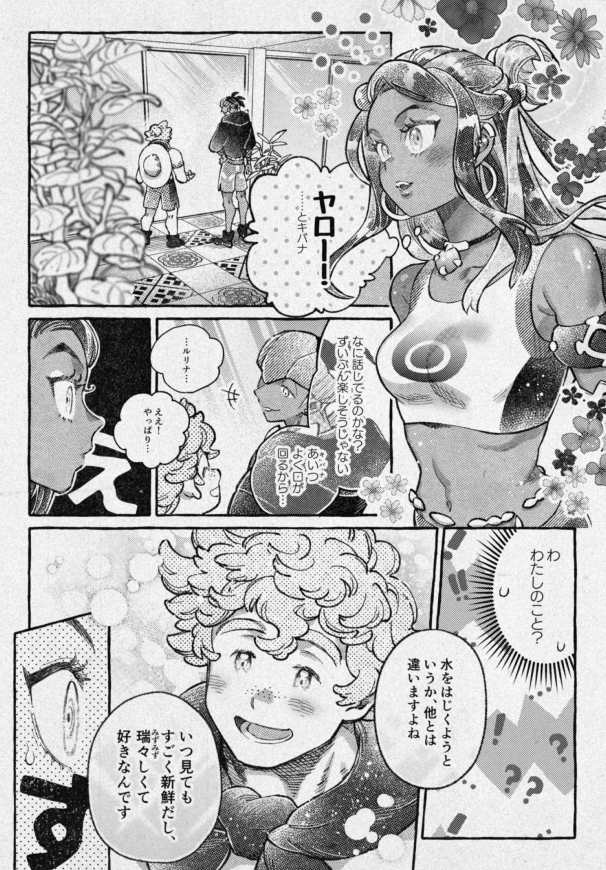 ヤロー!
……とキバナ
なに話してるのかな?
ずいぶん楽しそうじゃない
あいつ
よく口が
回るから…
…ルリナ…
ええ!
やっぱり…
え
わ
わたしのこと?
水をはじくようと
いうか 他とは
違いますよね
いつ見ても
すごく新鮮だし、
瑞々しくて
みずみず
好きなんです
す
!!
!
?
?
?